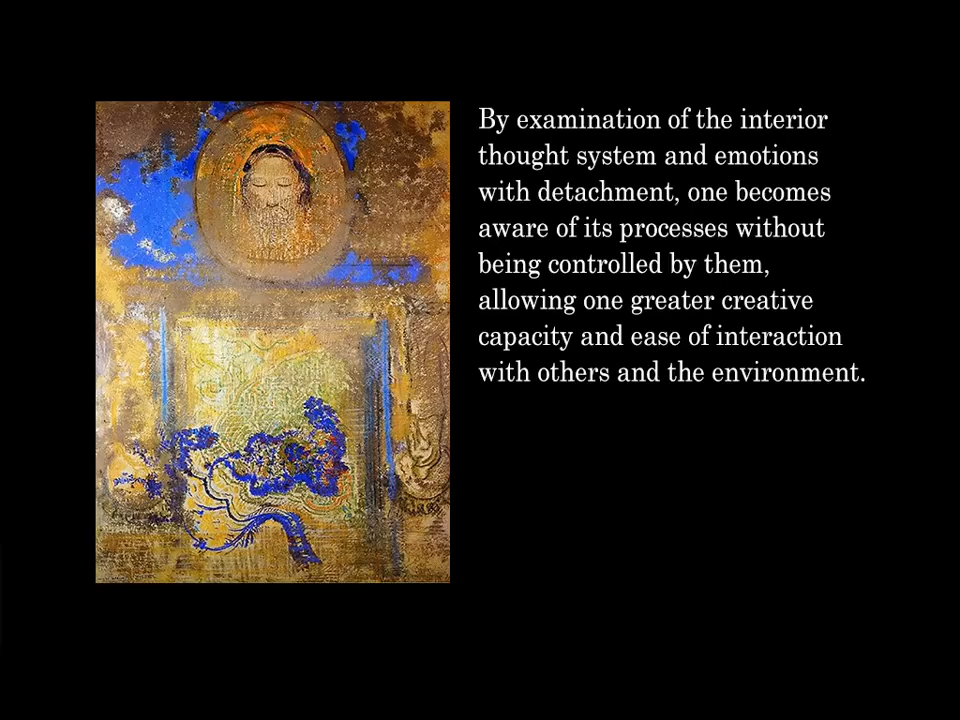 By examination of the interior
thought system and emotions
with detachment, one becomes
aware of its processes without
being controlled by them,
allowing one greater creative
capacity and ease of interaction
with others and the environment.